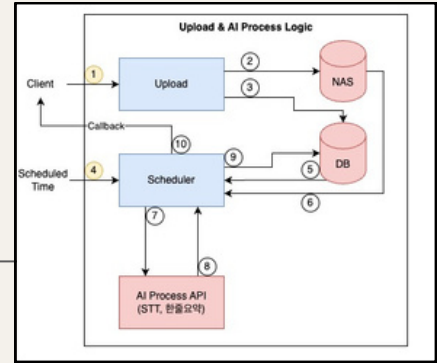 Upload & AI Process Logic
Client
1
Upload
2
3
NAS
Callback
10
DB
Scheduled
Time
4
Scheduler
9
5
6
7
8
AI Process API
(STT, 한줄요약)